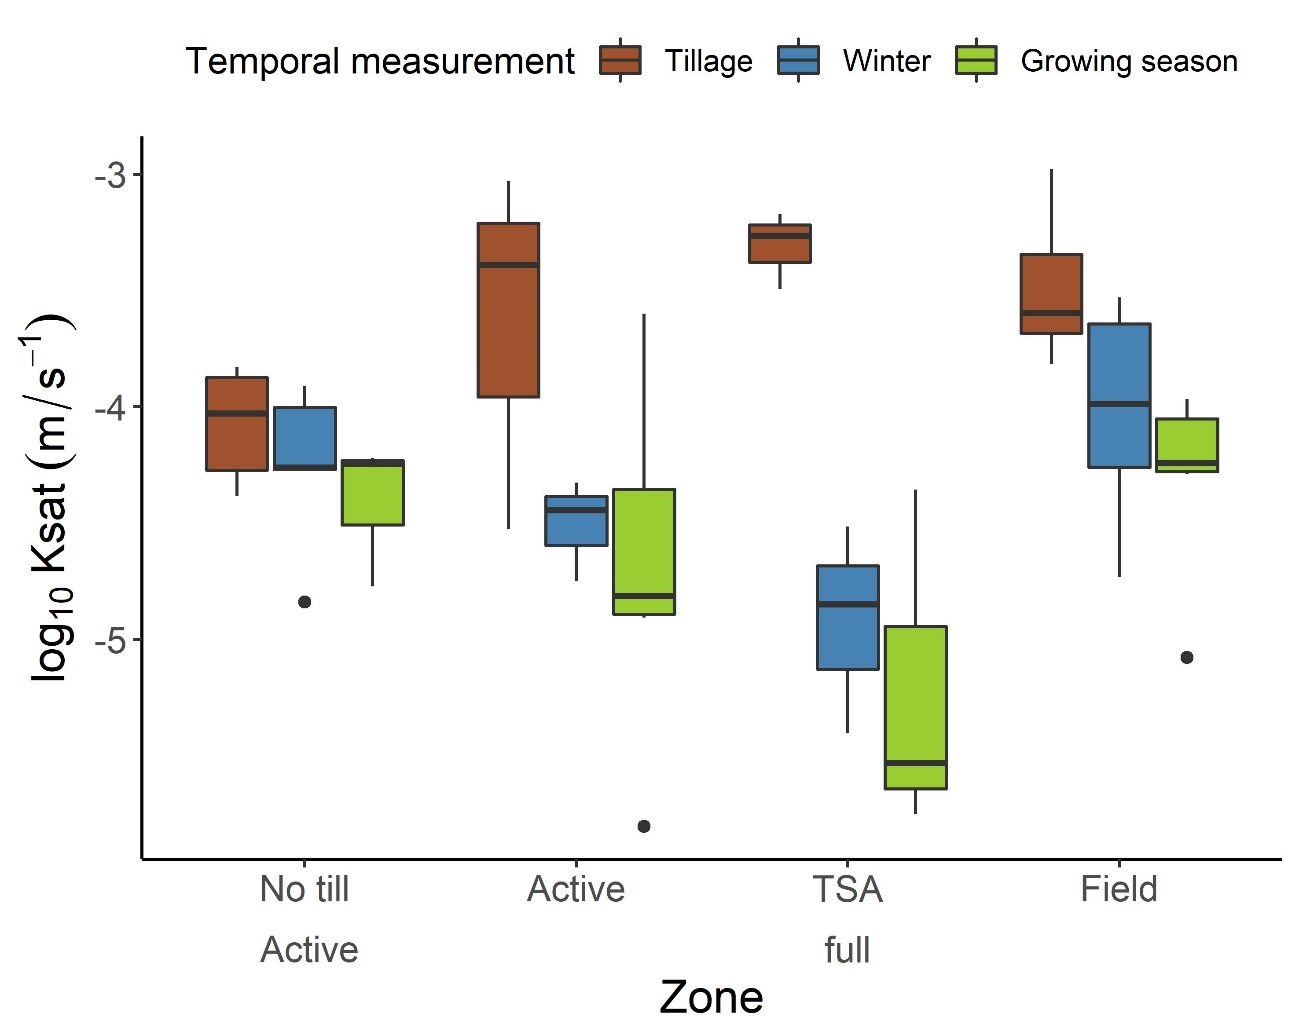 Temporal measurement Tillage Winter Growing season
-3
-4
-5
log₁₀ Ksat (m/s⁻¹)
No till Active TSA Field
Active full
Zone